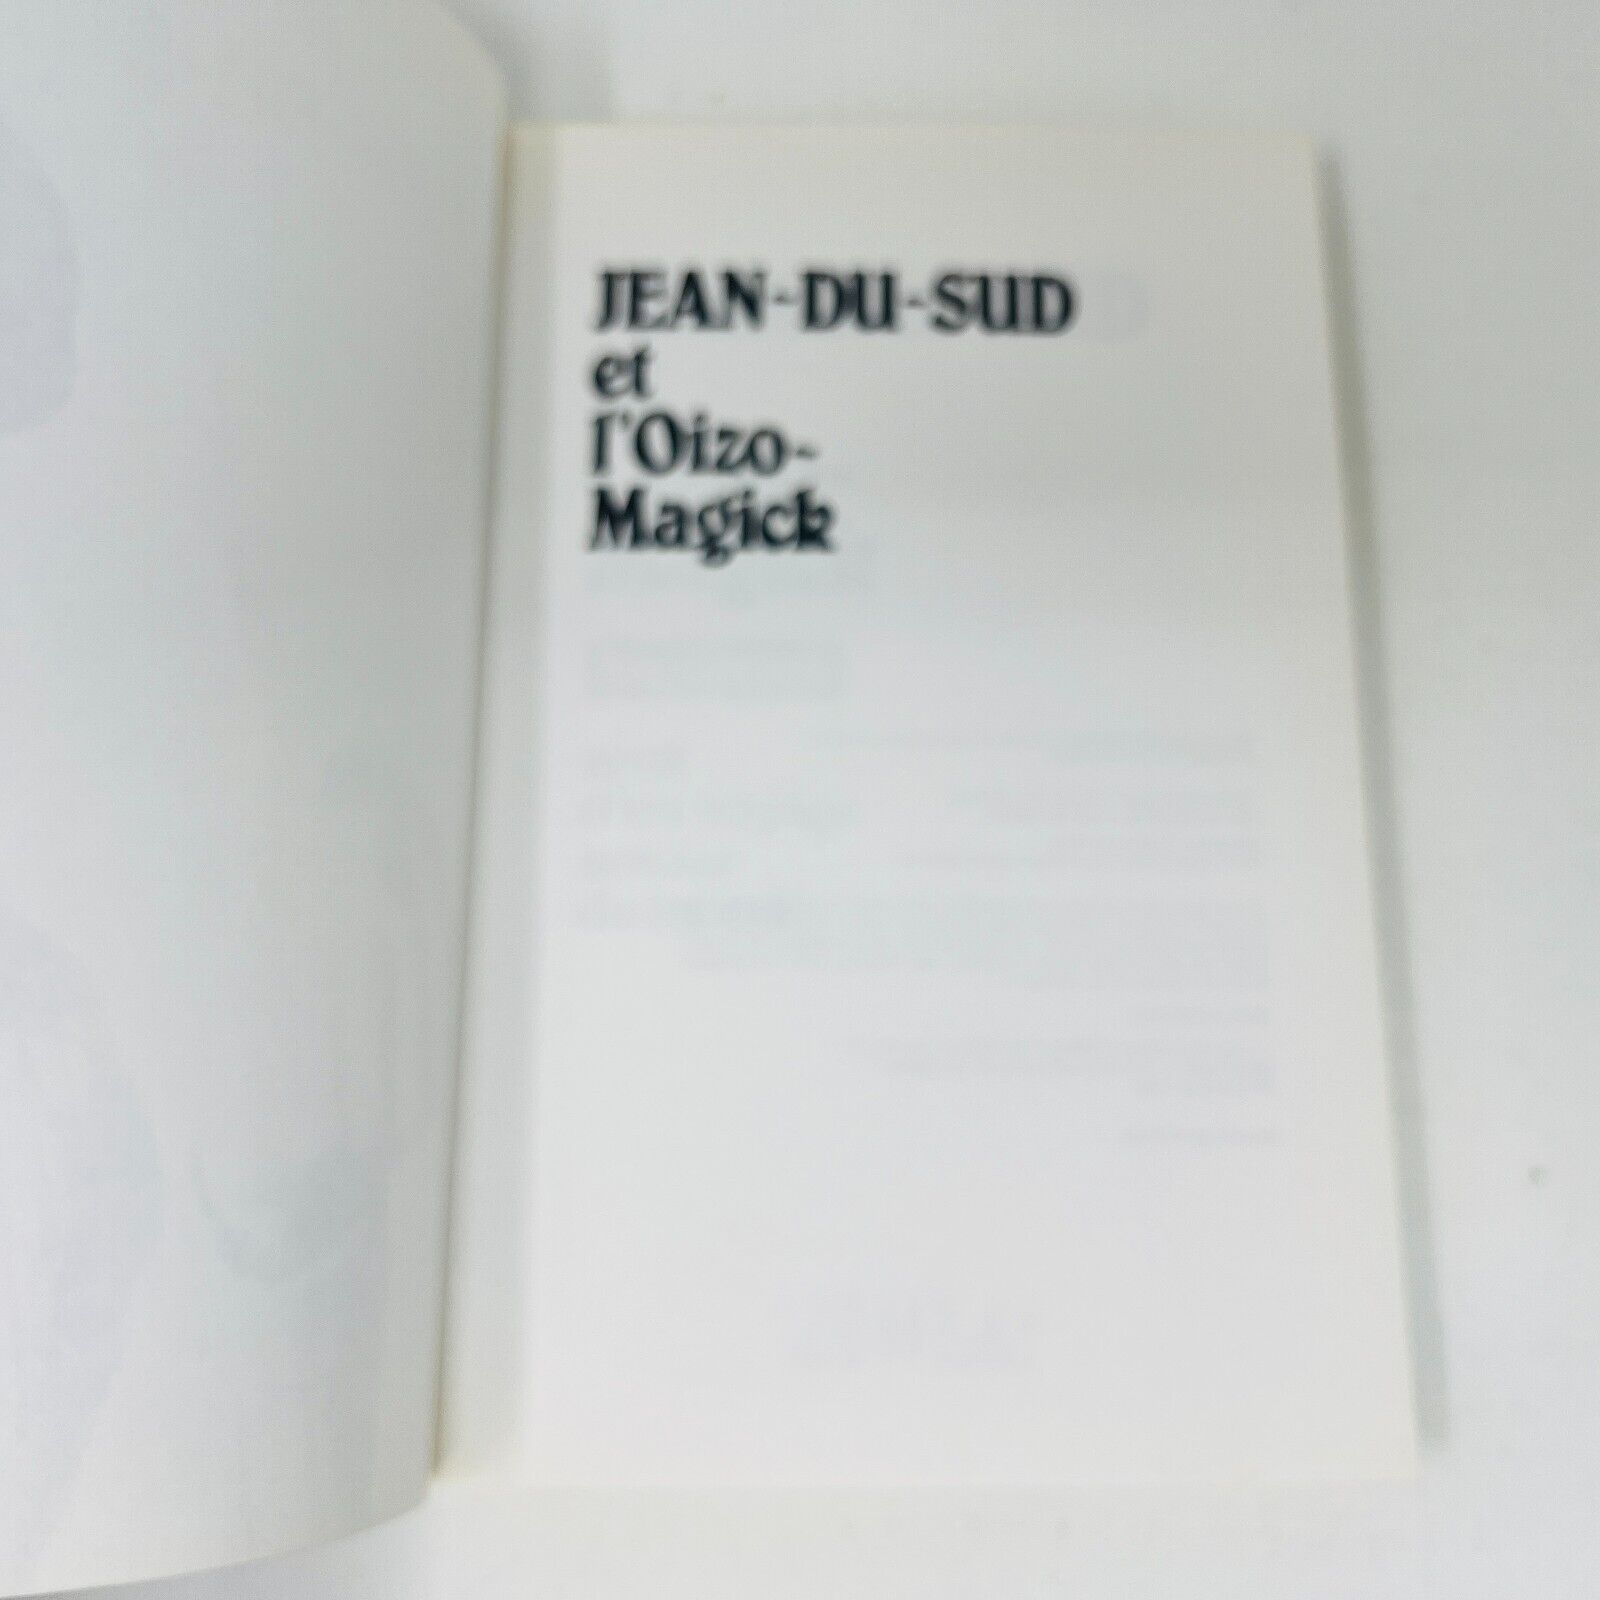 JEAN-DU-SUD
et
l'Oizo-
Magick